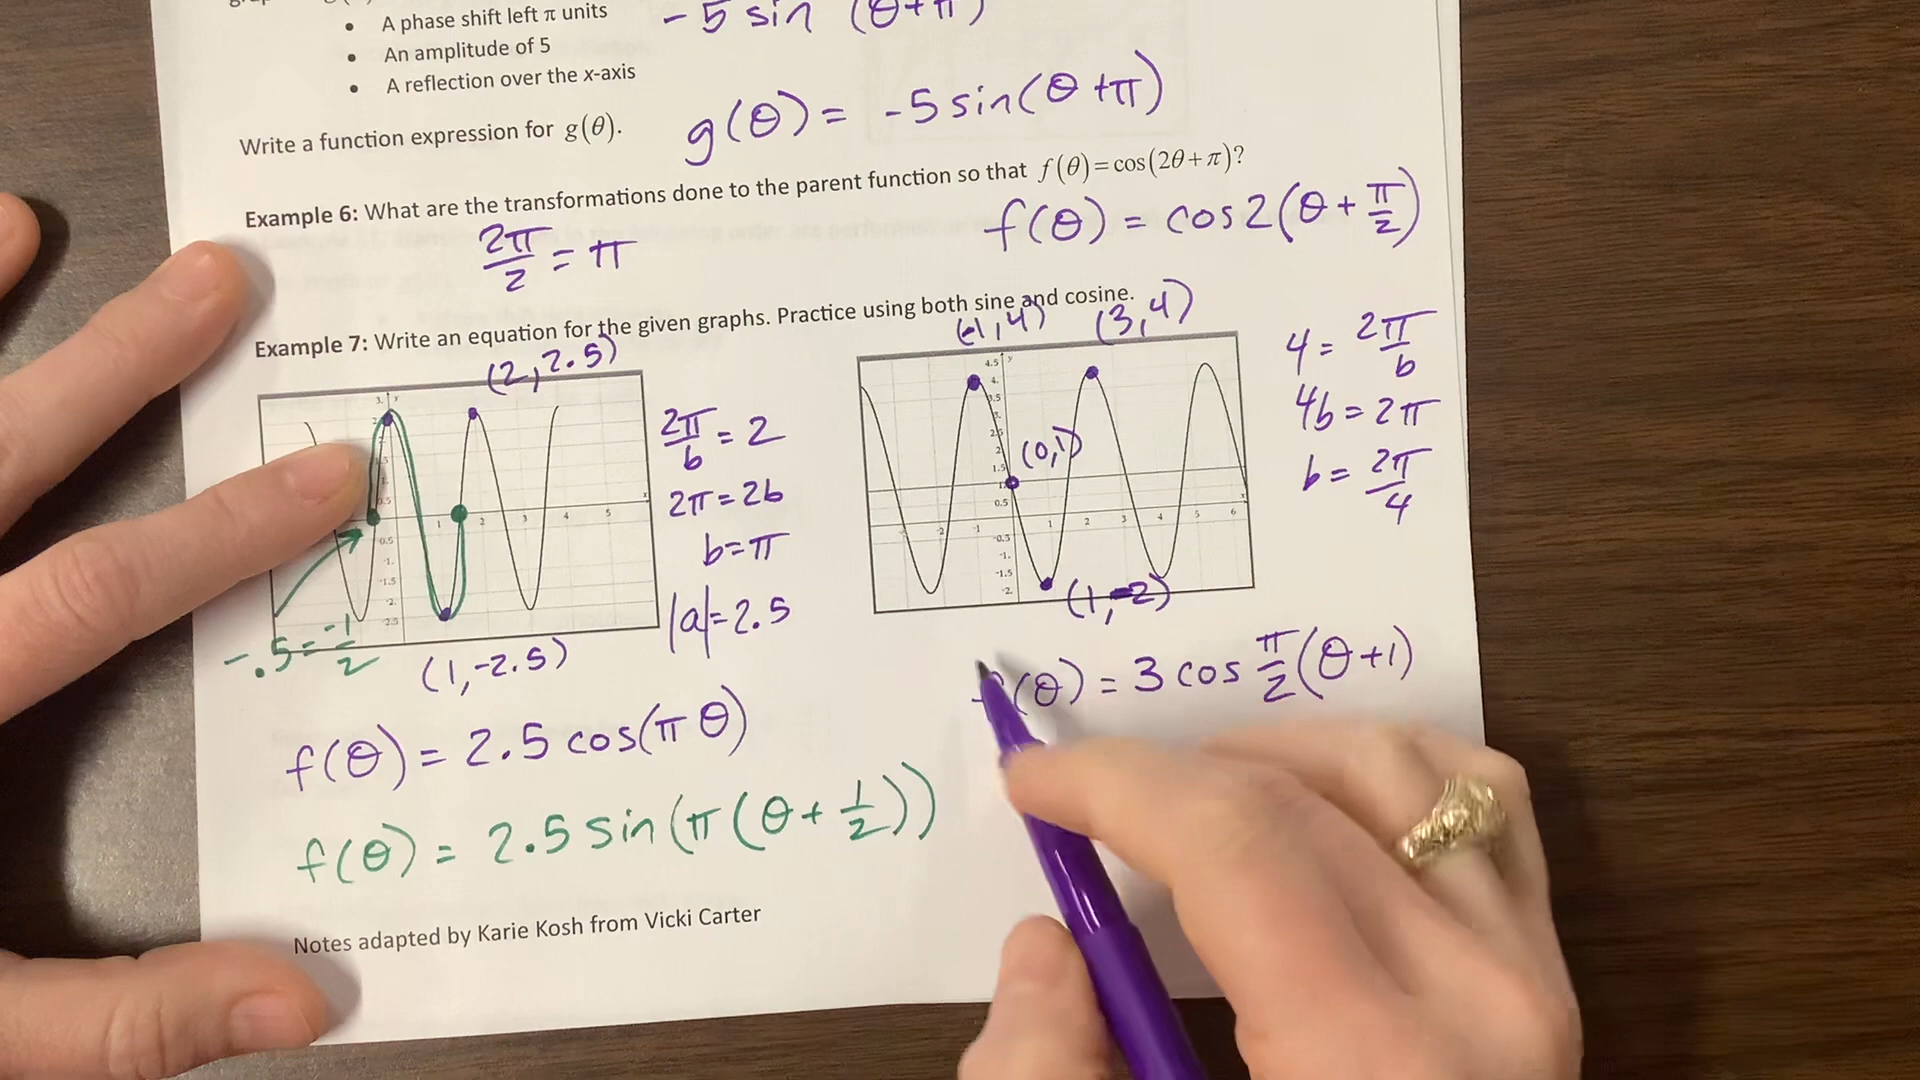 A phase shift left π units
- 5 sin (θ+π)
An amplitude of 5
A reflection over the x-axis
Write a function expression for g(θ).
g(θ) = -5 sin(θ+π)
Example 6: What are the transformations done to the parent function so that f(θ)=cos(2θ+π)?
2π/2 = π
f(θ) = cos2(θ+π/2)
Example 7: Write an equation for the given graphs. Practice using both sine and cosine.
(2,2.5)
2π/b = 2
2π=2b
b=π
|a|=2.5
-.5=-1/2
(1,-2.5)
(-1,4)
(3,4)
(0,1)
(1,-2)
4 = 2π/b
4b = 2π
b = 2π/4
f(θ) = 2.5 cos(πθ)
f(θ) = 2.5 sin(π(θ+1/2))
(θ) = 3 cos π/2(θ+1)
Notes adapted by Karie Kosh from Vicki Carter